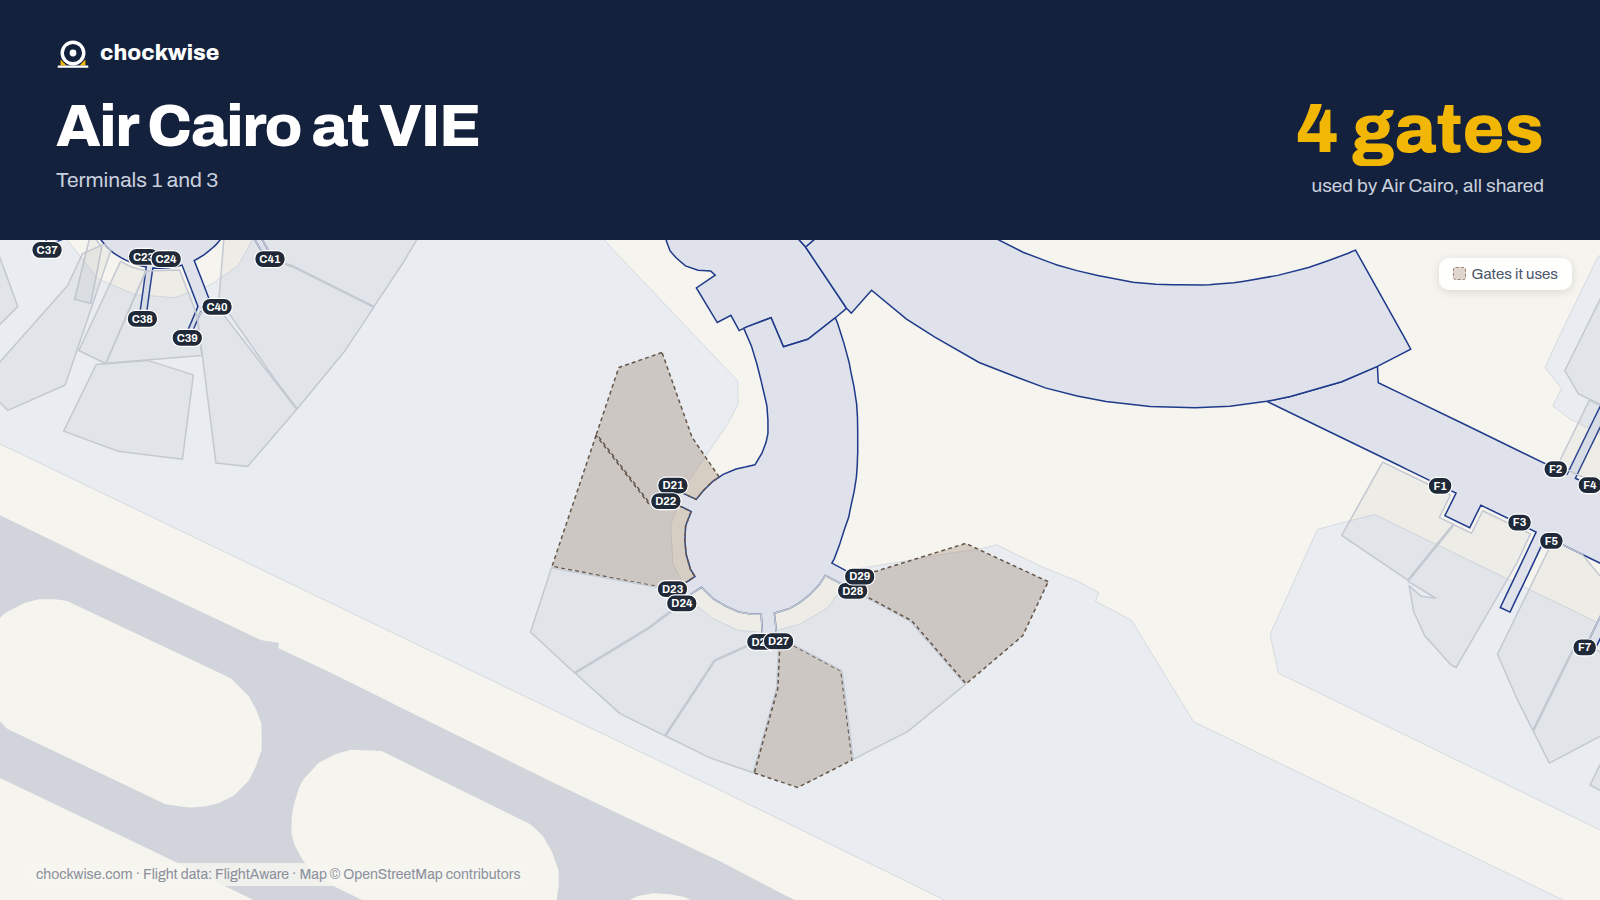 chockwise
Air Cairo at VIE
Terminals 1 and 3
4 gates
used by Air Cairo, all shared
Gates it uses
C37
C24
C41
C40
C38
C39
D21
D22
D23
D24
D29
D28
D27
F2
F1
F4
F3
F5
F7
chockwise.com · Flight data: FlightAware · Map © OpenStreetMap contributors